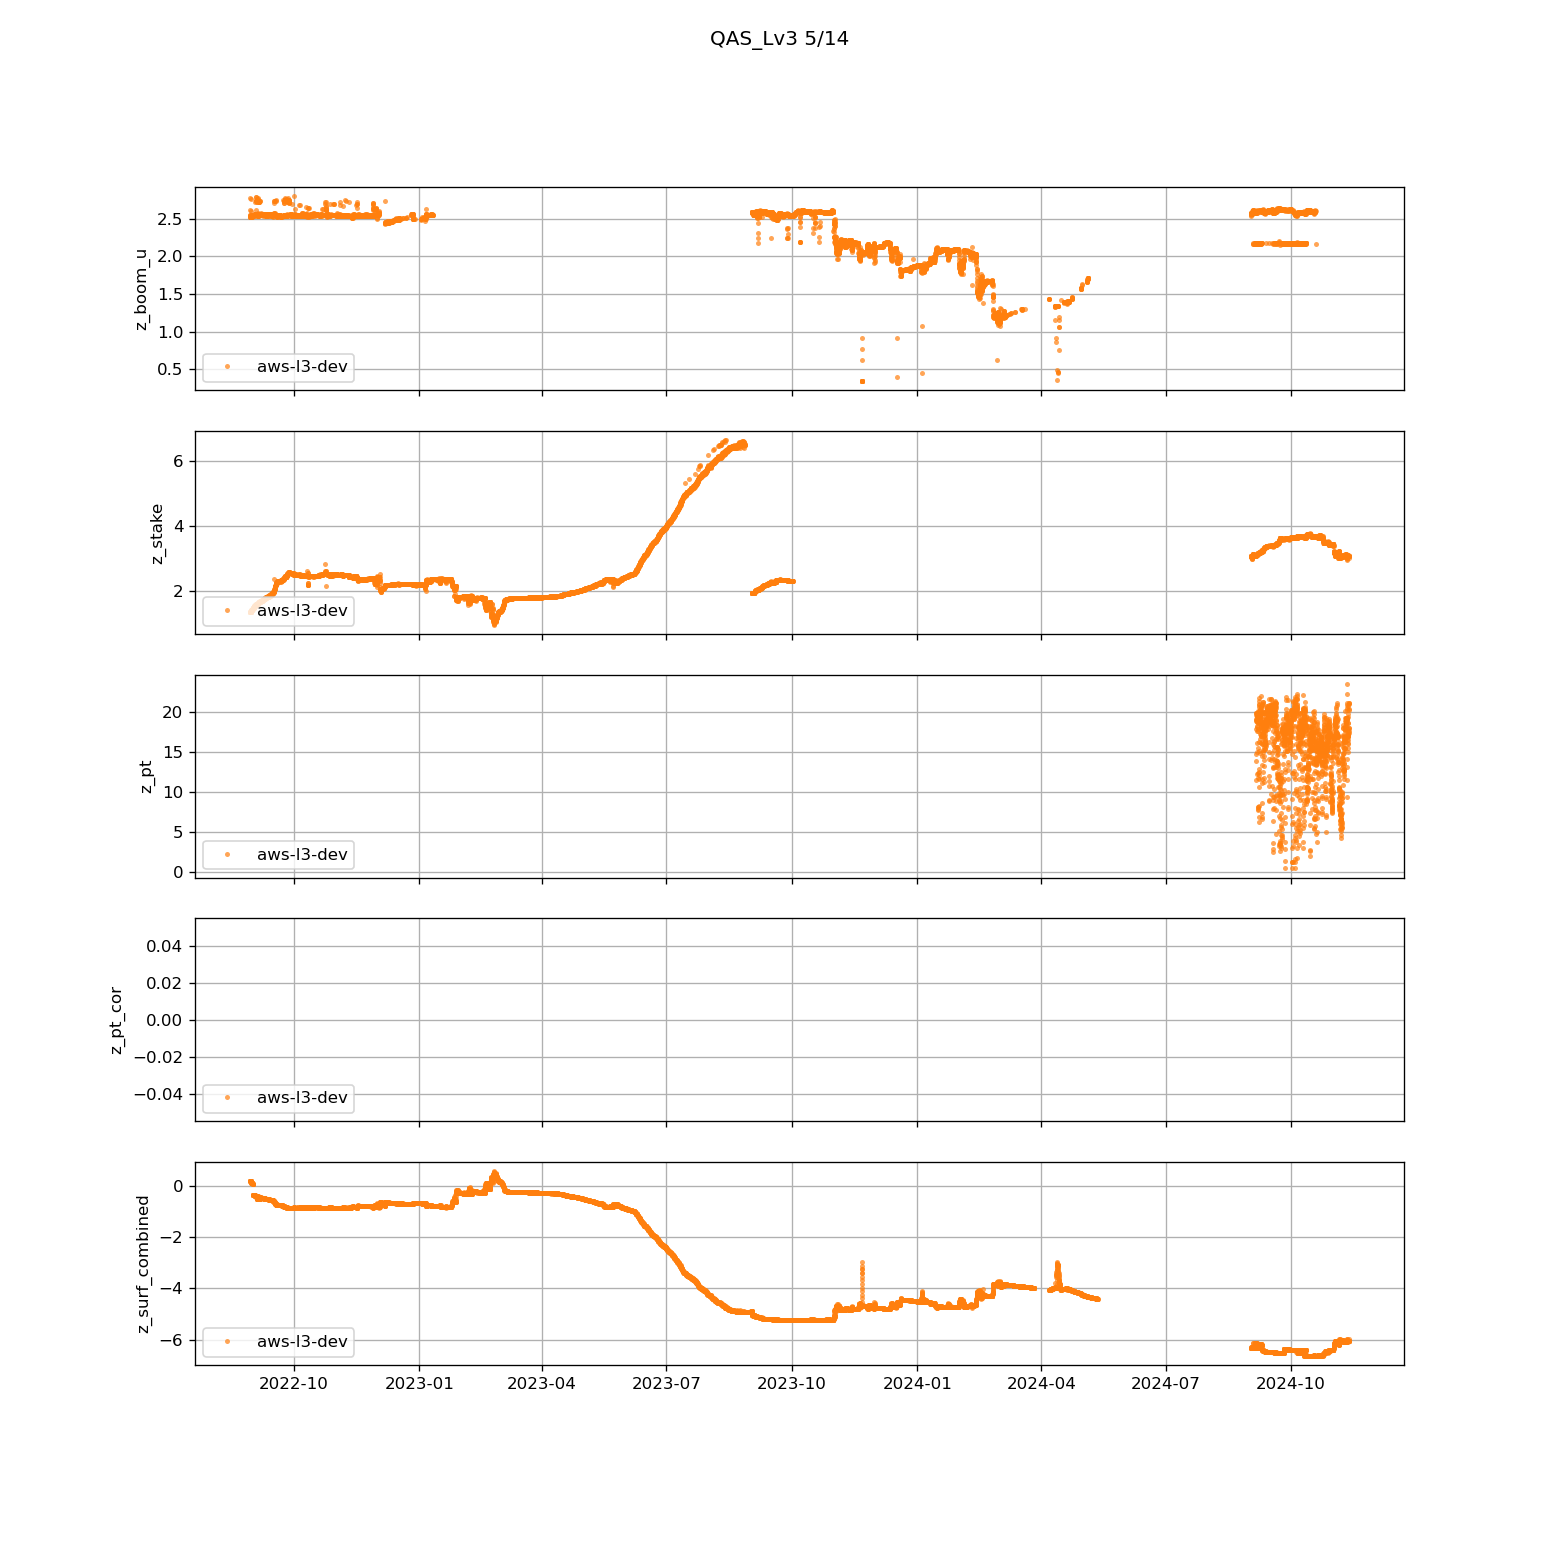 QAS_Lv3 5/14
2.5
2.0
1.5
1.0
0.5
z_boom_u
aws-l3-dev
6
4
2
z_stake
aws-l3-dev
20
15
10
5
0
z_pt
aws-l3-dev
0.04
0.02
0.00
−0.02
−0.04
z_pt_cor
aws-l3-dev
0
−2
−4
−6
z_surf_combined
aws-l3-dev
2022-10 2023-01 2023-04 2023-07 2023-10 2024-01 2024-04 2024-07 2024-10